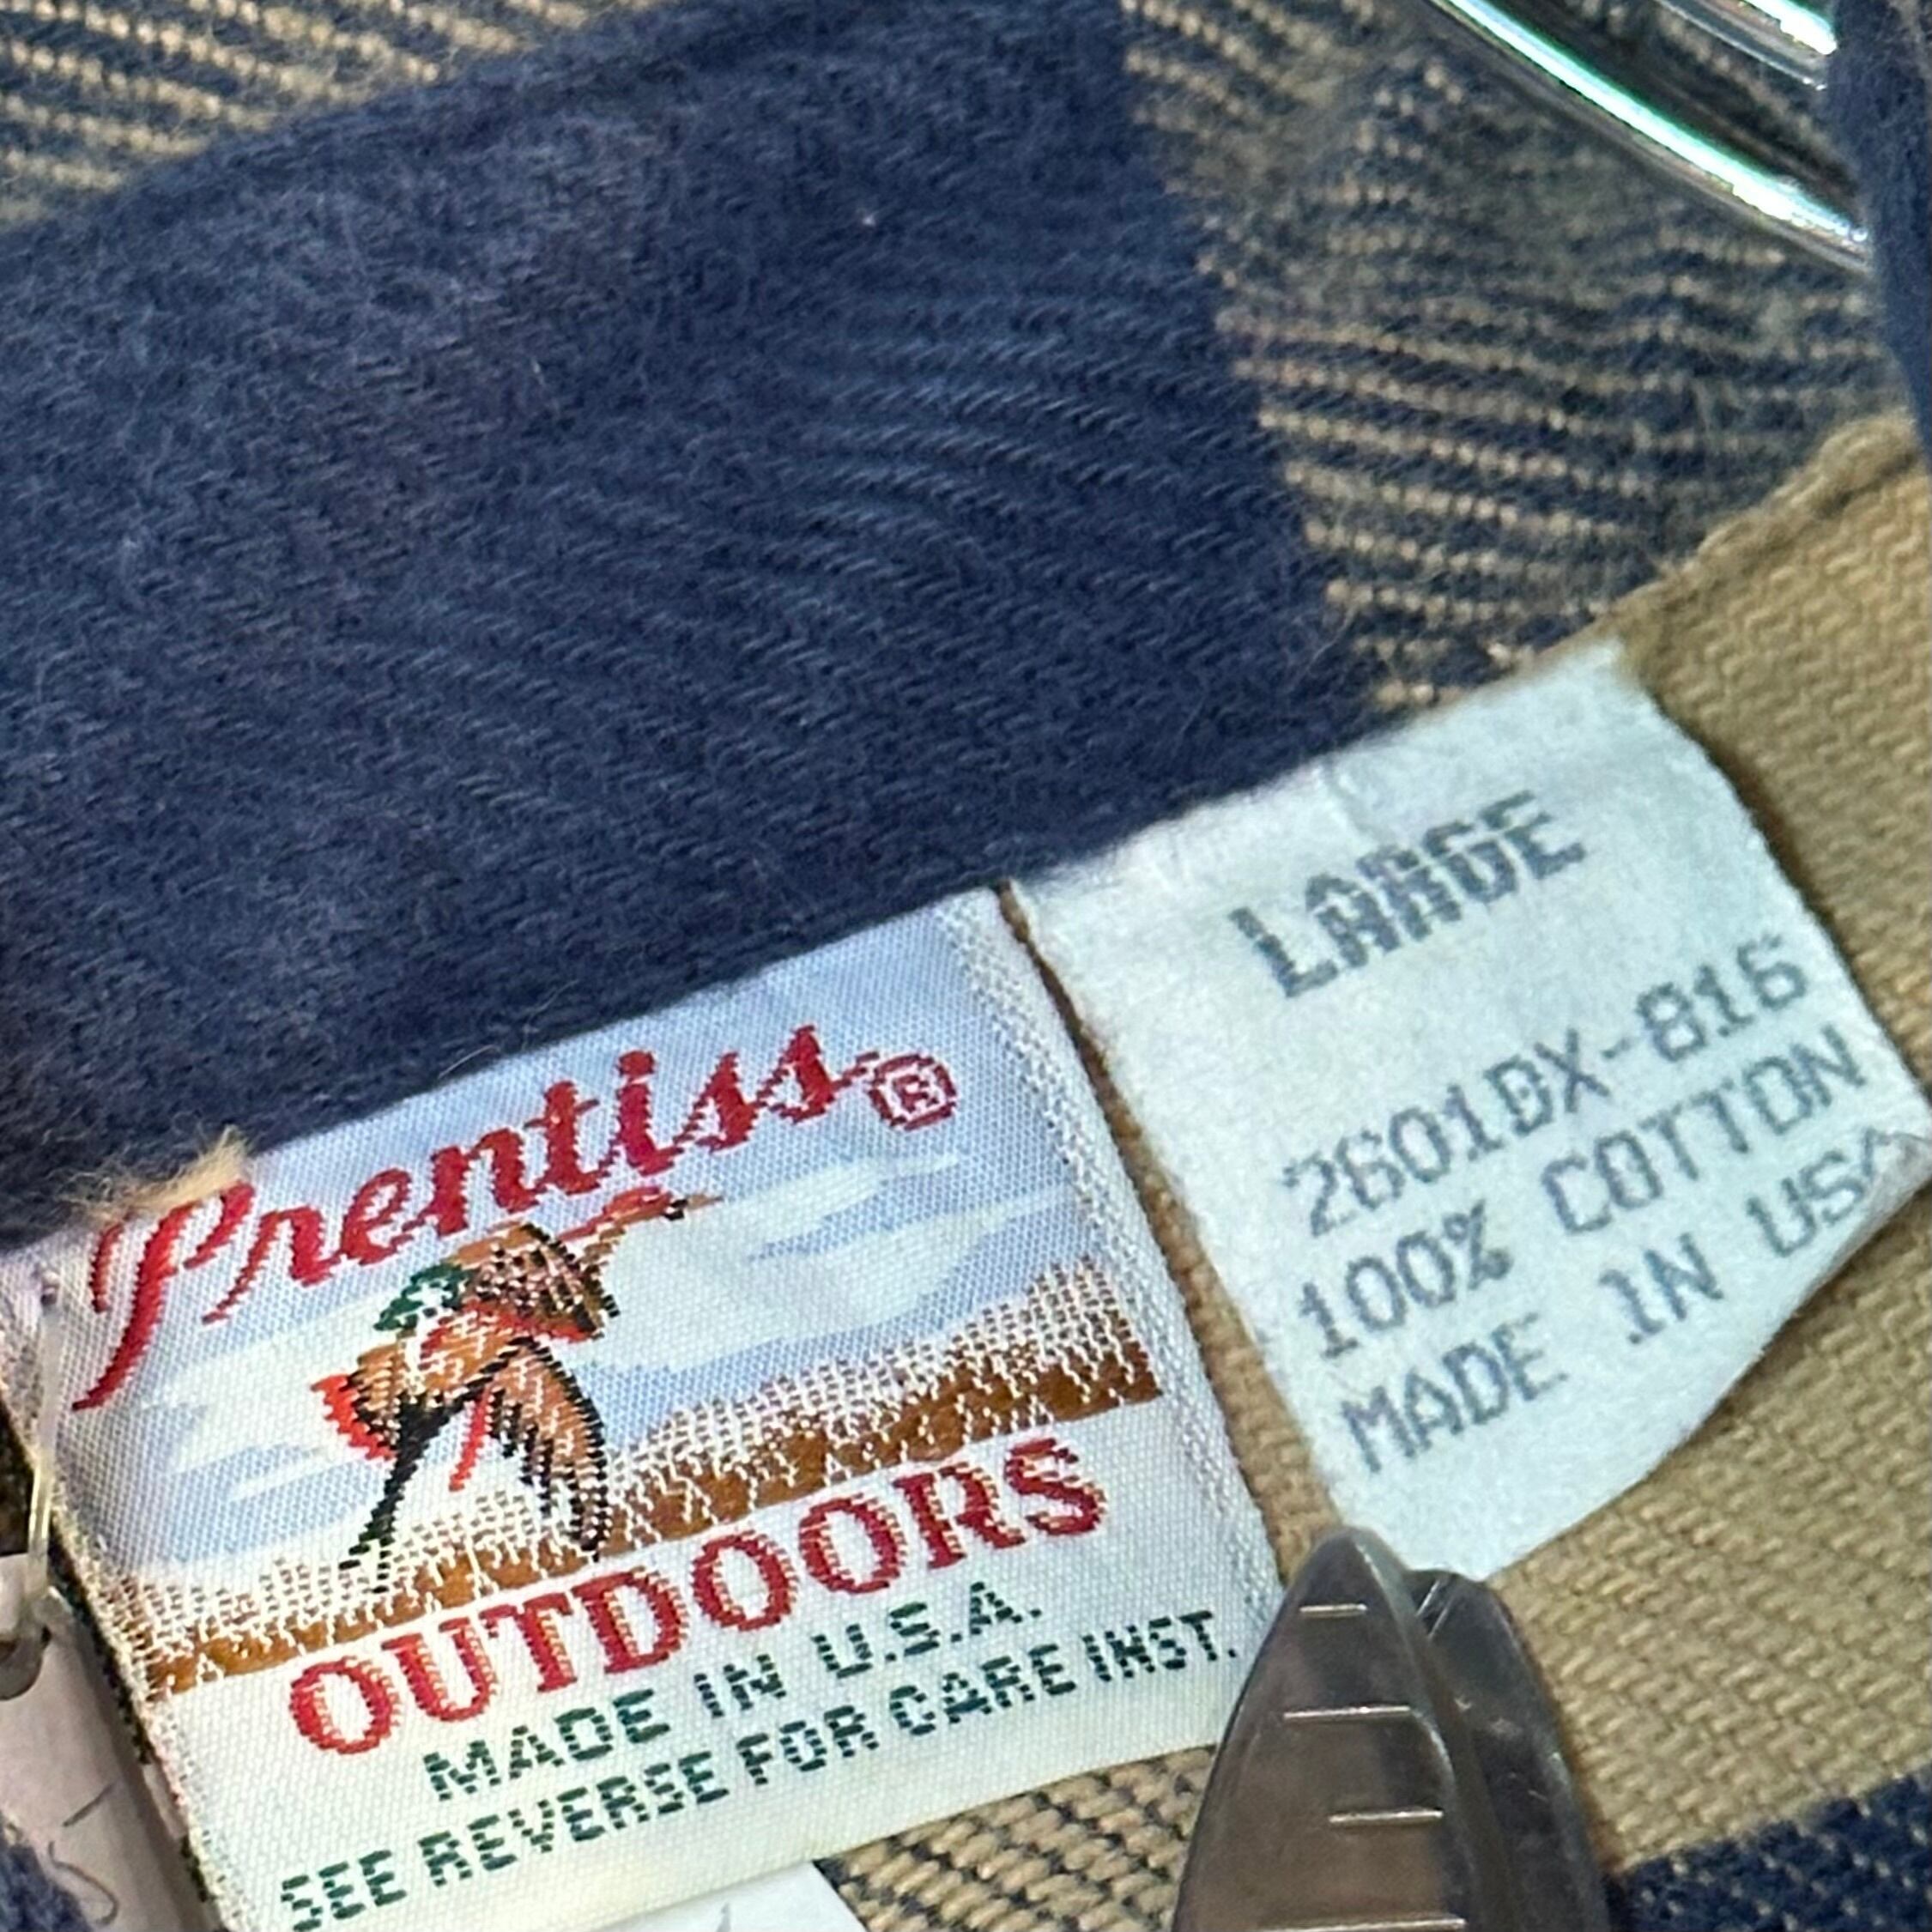 Prentiss®
OUTDOORS
MADE IN U.S.A.
SEE REVERSE FOR CARE INST.
LARGE
2601DX-816
100% COTTON
MADE IN USA